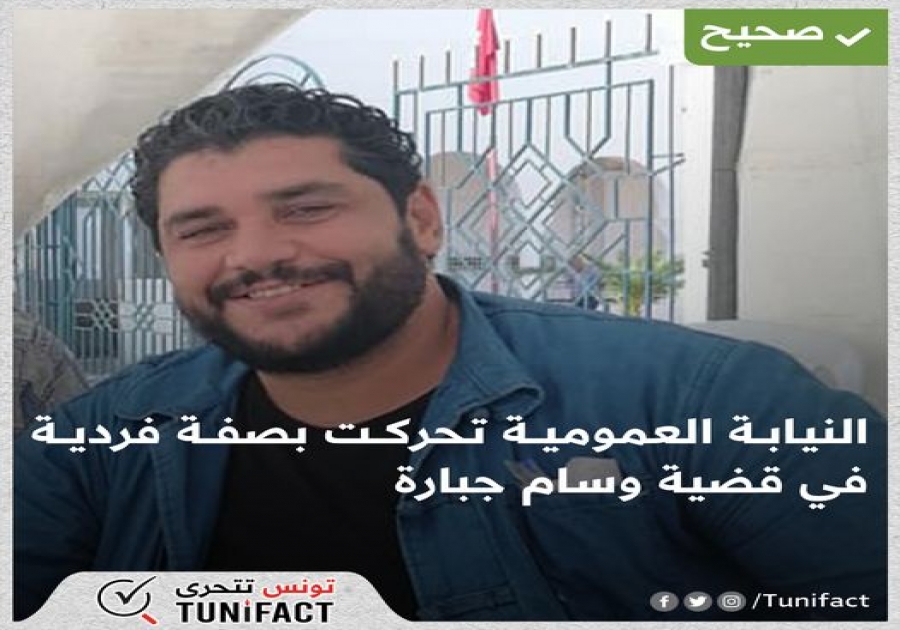 صحيح
النيابة العمومية تحركت بصفة فردية
في قضية وسام جبارة
تونس تتحرى
TUNiFACT
/Tunifact